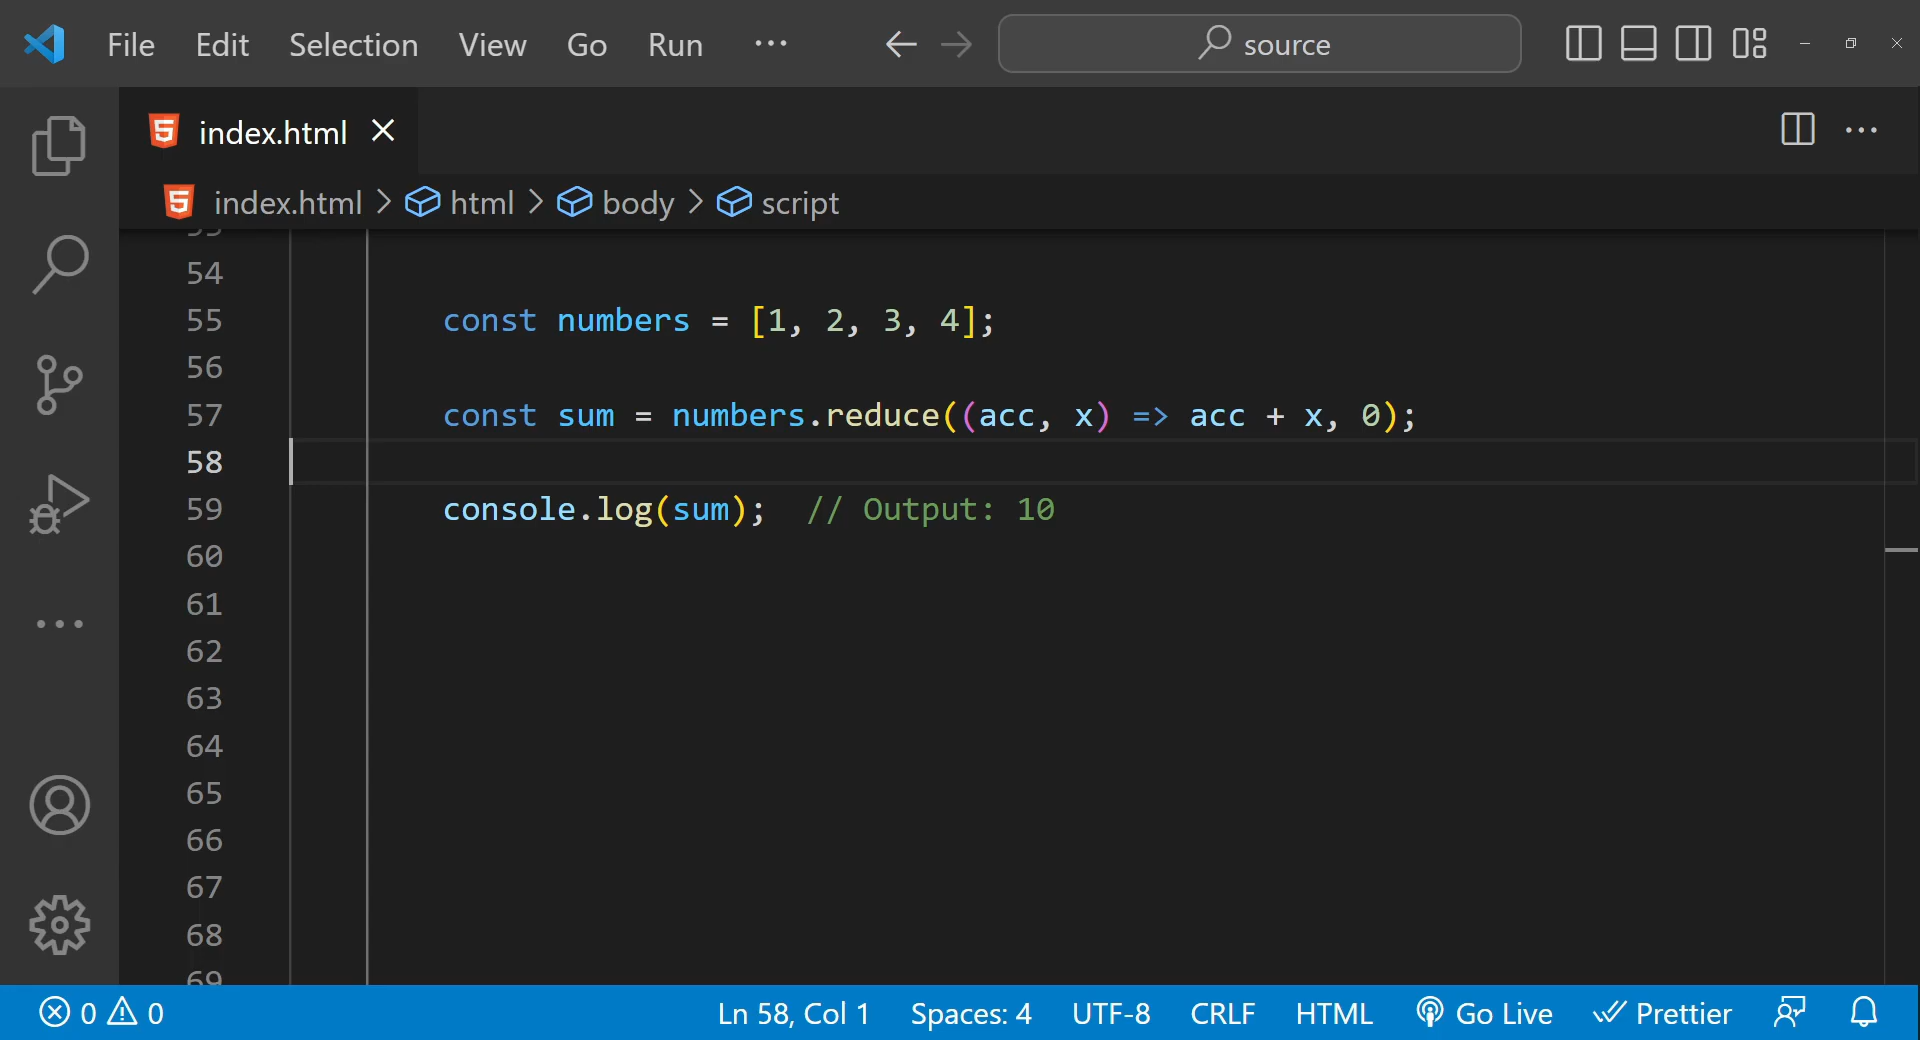 File Edit Selection View Go Run ··· source
index.html
index.html > html > body > script
53
54
55 const numbers = [1, 2, 3, 4];
56
57 const sum = numbers.reduce((acc, x) => acc + x, 0);
58
59 console.log(sum);  // Output: 10
60
61
62
63
64
65
66
67
68
69
0 0 Ln 58, Col 1 Spaces: 4 UTF-8 CRLF HTML Go Live Prettier